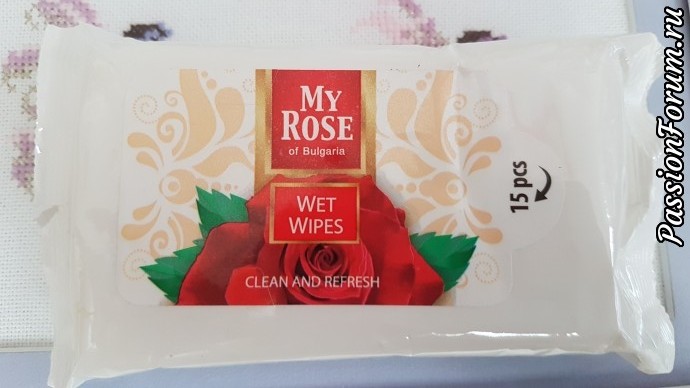 My
Rose
of Bulgaria
Wet
Wipes
CLEAN AND REFRESH
15 pcs
PassionForum.ru